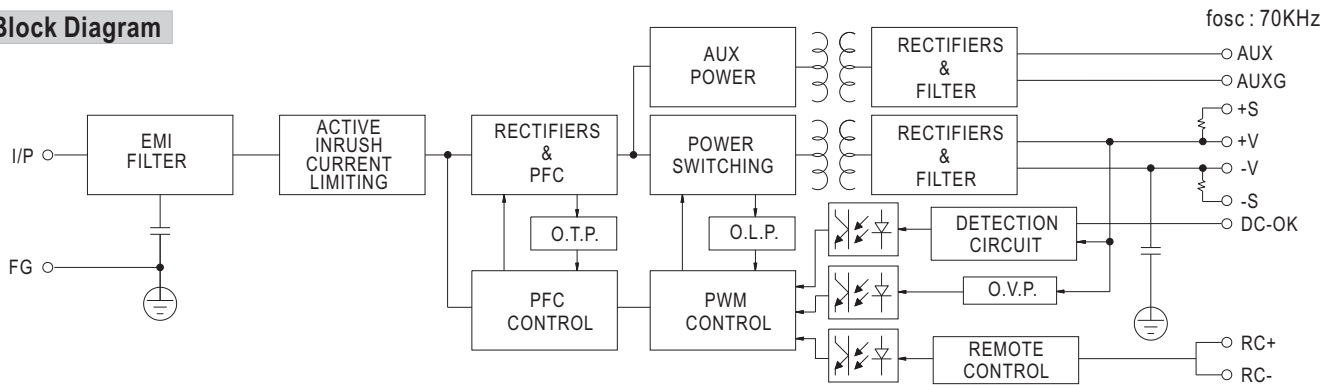 Block Diagram
fosc : 70KHz
I/P
FG
EMI
FILTER
ACTIVE
INRUSH
CURRENT
LIMITING
RECTIFIERS
&
PFC
O.T.P.
PFC
CONTROL
AUX
POWER
POWER
SWITCHING
O.L.P.
PWM
CONTROL
RECTIFIERS
&
FILTER
RECTIFIERS
&
FILTER
DETECTION
CIRCUIT
O.V.P.
REMOTE
CONTROL
AUX
AUXG
+S
+V
-V
-S
DC-OK
RC+
RC-